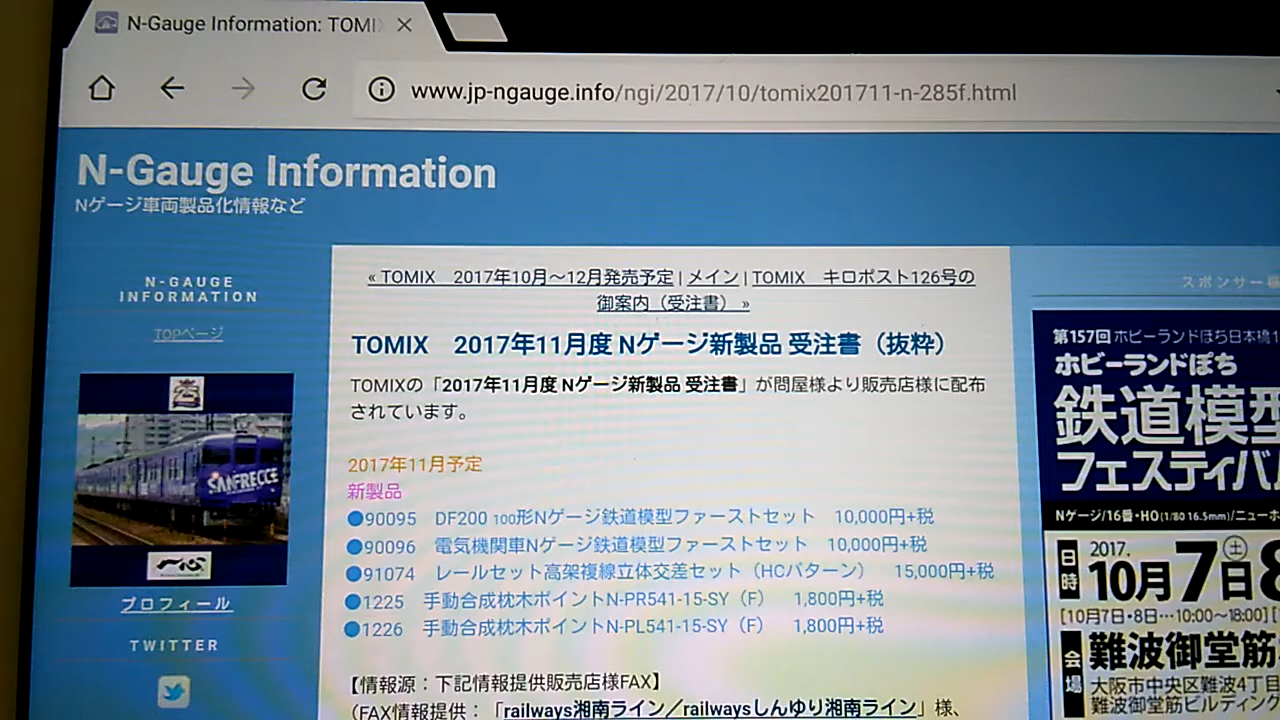 N-Gauge Information: TOMI
www.jp-ngauge.info/ngi/2017/10/tomix201711-n-285f.html
N-Gauge Information
Nゲージ車両製品化情報など
N-GAUGE
INFORMATION
TOPページ
SANFRECCE
一心
プロフィール
TWITTER
« TOMIX 2017年10月～12月発売予定 | メイン | TOMIX キロポスト126号の
御案内（受注書） »
TOMIX 2017年11月度 Nゲージ新製品 受注書（抜粋）
TOMIXの「2017年11月度 Nゲージ新製品 受注書」が問屋様より販売店様に配布
されています。
2017年11月予定
新製品
●90095 DF200 100形Nゲージ鉄道模型ファーストセット 10,000円+税
●90096 電気機関車Nゲージ鉄道模型ファーストセット 10,000円+税
●91074 レールセット高架複線立体交差セット（HCパターン） 15,000円+税
●1225 手動合成枕木ポイントN-PR541-15-SY（F） 1,800円+税
●1226 手動合成枕木ポイントN-PL541-15-SY（F） 1,800円+税
【情報源：下記情報提供販売店様FAX】
（FAX情報提供：「railways湘南ライン／railwaysしんゆり湘南ライン」様、
スポンサー
第157回 ホビーランドぽち日本橋
ホビーランドぽち
鉄道模型
フェスティバ
Nゲージ/16番・HO(1/80 16.5mm)/ニュー
日時 2017. 10月7日(土)8
[10月7日・8日…10:00～18:00]
会場 難波御堂筋
大阪市中央区難波4丁目
難波御堂筋ビルディング